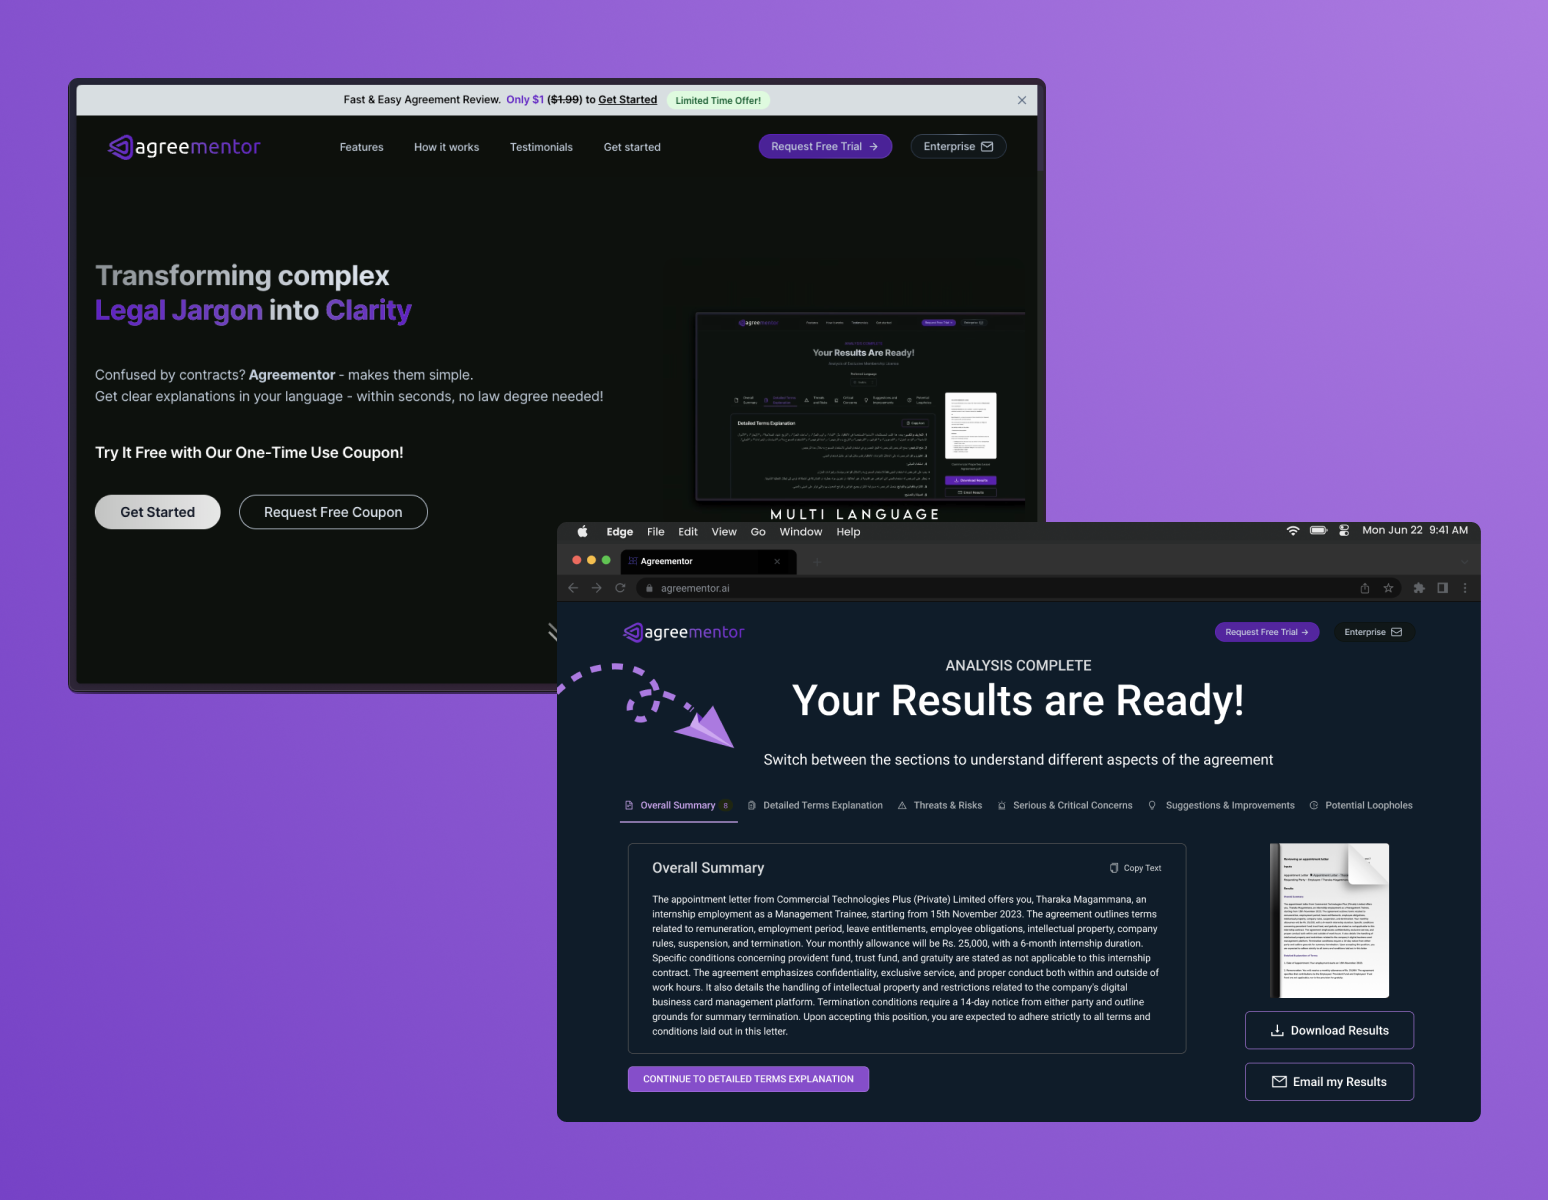 Fast & Easy Agreement Review. Only $1 ($1.99) to Get Started Limited Time Offer!
agreementor
Features How it works Testimonials Get started
Request Free Trial → Enterprise
Transforming complex
Legal Jargon into Clarity
Confused by contracts? Agreementor - makes them simple.
Get clear explanations in your language - within seconds, no law degree needed!
Try It Free with Our One-Time Use Coupon!
Get Started Request Free Coupon
agreementor
Your Results Are Ready!
Detailed Terms Explanation
Download Results
Email Results
MULTI LANGUAGE
Edge File Edit View Go Window Help Mon Jun 22 9:41 AM
Agreementor
agreementor.ai
agreementor
Request Free Trial → Enterprise
ANALYSIS COMPLETE
Your Results are Ready!
Switch between the sections to understand different aspects of the agreement
Overall Summary 8 Detailed Terms Explanation Threats & Risks Serious & Critical Concerns Suggestions & Improvements Potential Loopholes
Overall Summary Copy Text
The appointment letter from Commercial Technologies Plus (Private) Limited offers you, Tharaka Magammana, an
internship employment as a Management Trainee, starting from 15th November 2023. The agreement outlines terms
related to remuneration, employment period, leave entitlements, employee obligations, intellectual property, company
rules, suspension, and termination. Your monthly allowance will be Rs. 25,000, with a 6-month internship duration.
Specific conditions concerning provident fund, trust fund, and gratuity are stated as not applicable to this internship
contract. The agreement emphasizes confidentiality, exclusive service, and proper conduct both within and outside of
work hours. It also details the handling of intellectual property and restrictions related to the company's digital
business card management platform. Termination conditions require a 14-day notice from either party and outline
grounds for summary termination. Upon accepting this position, you are expected to adhere strictly to all terms and
conditions laid out in this letter.
CONTINUE TO DETAILED TERMS EXPLANATION
Download Results
Email my Results